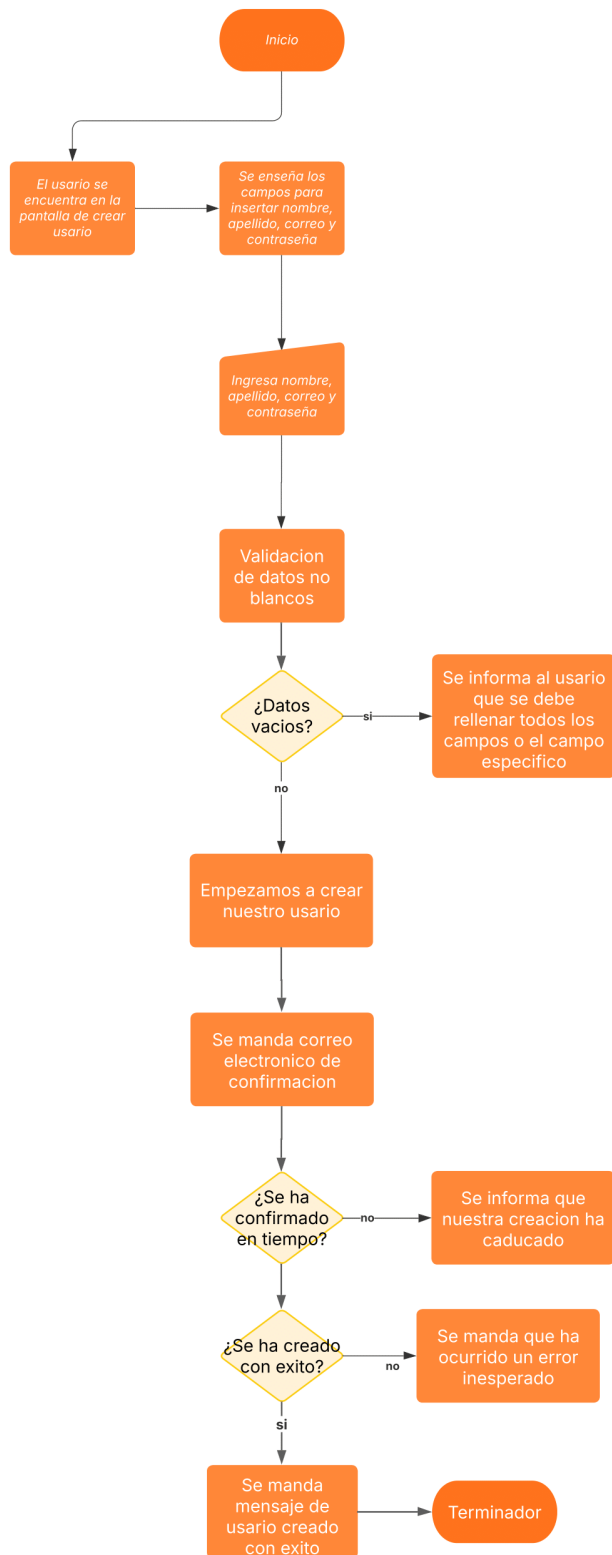 Inicio
El usario se
encuentra en la
pantalla de crear
usario
Se enseña los
campos para
insertar nombre,
apellido, correo y
contraseña
Ingresa nombre,
apellido, correo y
contraseña
Validacion
de datos no
blancos
¿Datos
vacios?
si
Se informa al usario
que se debe
rellenar todos los
campos o el campo
especifico
no
Empezamos a crear
nuestro usario
Se manda correo
electronico de
confirmacion
¿Se ha
confirmado
en tiempo?
no
Se informa que
nuestra creacion ha
caducado
¿Se ha creado
con exito?
no
Se manda que ha
ocurrido un error
inesperado
si
Se manda
mensaje de
usario creado
con exito
Terminador